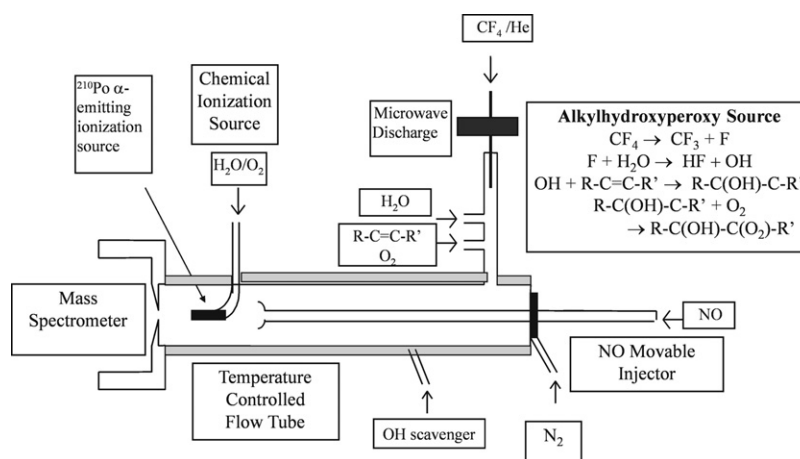 CF₄ /He
²¹⁰Po α-
emitting
ionization
source
Chemical
Ionization
Source
Microwave
Discharge
H₂O/O₂
Alkylhydroxyperoxy Source
CF₄ → CF₃ + F
F + H₂O → HF + OH
OH + R-C=C-R’ → R-C(OH)-C-R’
R-C(OH)-C-R’ + O₂
→ R-C(OH)-C(O₂)-R’
H₂O
R-C=C-R’
O₂
Mass
Spectrometer
NO
NO Movable
Injector
Temperature
Controlled
Flow Tube
OH scavenger
N₂